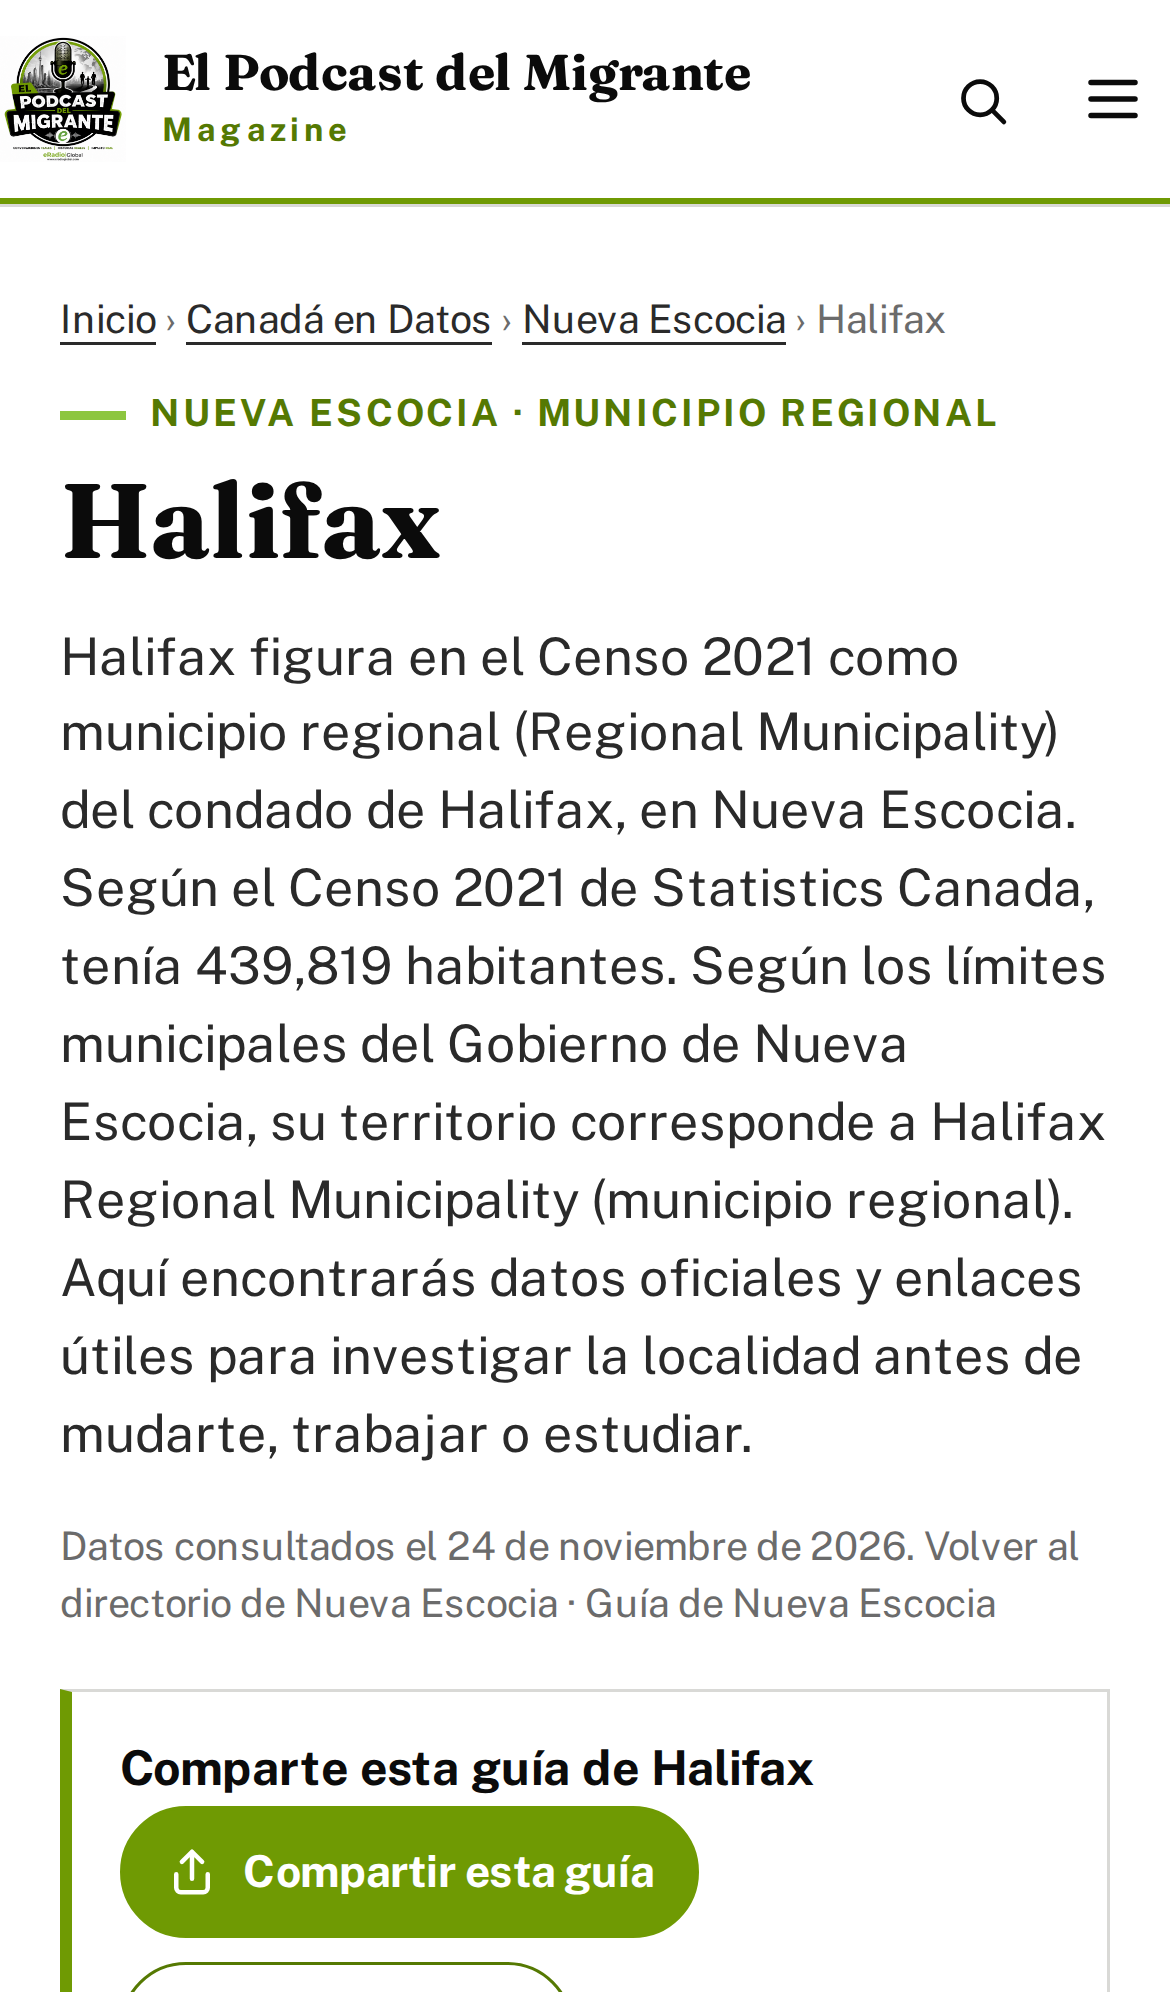 EL
PODCAST
DEL
MIGRANTE
eRadioGlobal
El Podcast del Migrante
Magazine
Inicio › Canadá en Datos › Nueva Escocia › Halifax
NUEVA ESCOCIA · MUNICIPIO REGIONAL
Halifax
Halifax figura en el Censo 2021 como
municipio regional (Regional Municipality)
del condado de Halifax, en Nueva Escocia.
Según el Censo 2021 de Statistics Canada,
tenía 439,819 habitantes. Según los límites
municipales del Gobierno de Nueva
Escocia, su territorio corresponde a Halifax
Regional Municipality (municipio regional).
Aquí encontrarás datos oficiales y enlaces
útiles para investigar la localidad antes de
mudarte, trabajar o estudiar.
Datos consultados el 24 de noviembre de 2026. Volver al
directorio de Nueva Escocia · Guía de Nueva Escocia
Comparte esta guía de Halifax
Compartir esta guía